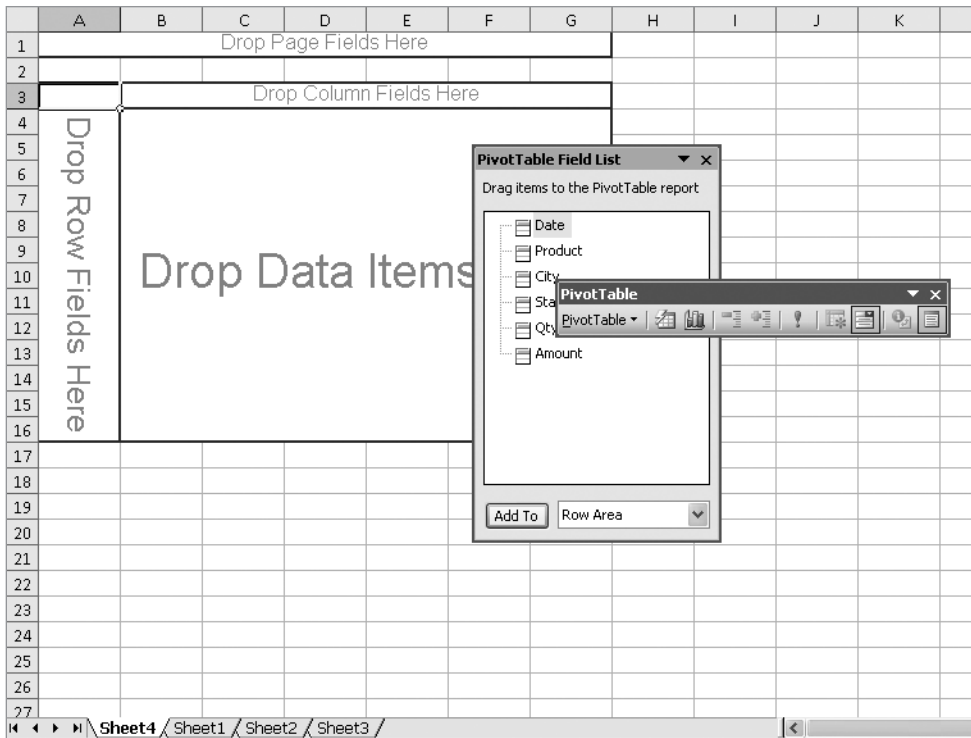 A B C D E F G H I J K
1 Drop Page Fields Here
2
3 Drop Column Fields Here
4
5
6
7
8
9
10
11
12
13
14
15
16
17
18
19
20
21
22
23
24
25
26
27
Drop Row Fields Here
Drop Data Items
PivotTable Field List
Drag items to the PivotTable report
Date
Product
City
Sta
Qty
Amount
Add To Row Area
PivotTable
PivotTable
Sheet4 Sheet1 Sheet2 Sheet3